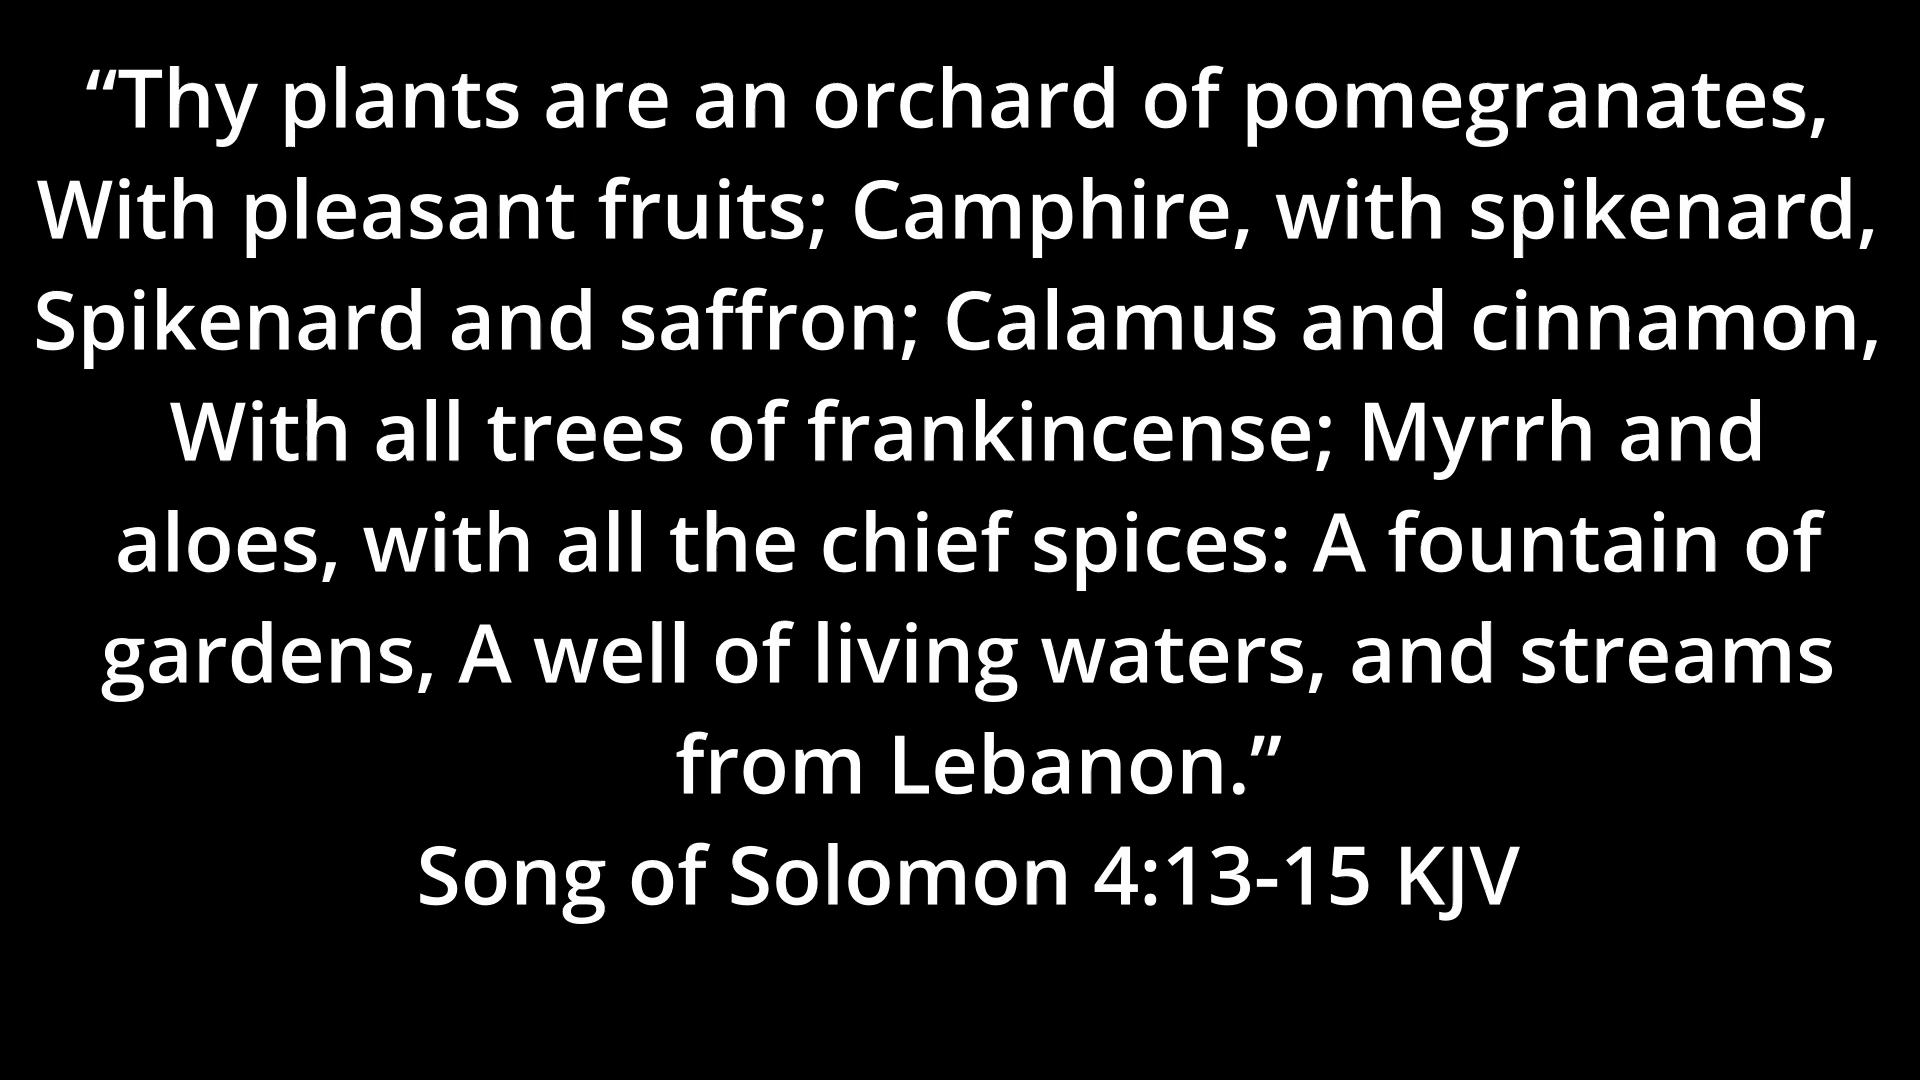 “Thy plants are an orchard of pomegranates,
With pleasant fruits; Camphire, with spikenard,
Spikenard and saffron; Calamus and cinnamon,
With all trees of frankincense; Myrrh and
aloes, with all the chief spices: A fountain of
gardens, A well of living waters, and streams
from Lebanon.”
Song of Solomon 4:13-15 KJV